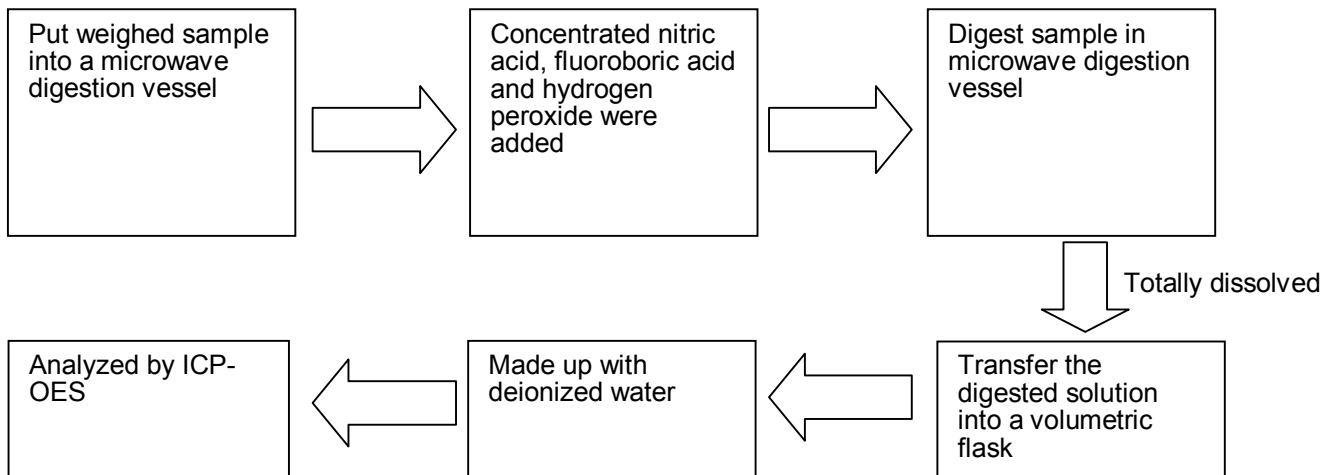 Put weighed sample
into a microwave
digestion vessel
Concentrated nitric
acid, fluoroboric acid
and hydrogen
peroxide were
added
Digest sample in
microwave digestion
vessel
Totally dissolved
Transfer the
digested solution
into a volumetric
flask
Made up with
deionized water
Analyzed by ICP-
OES